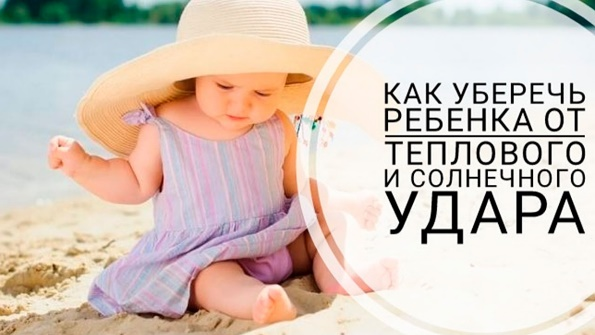 КАК УБЕРЕЧЬ
РЕБЕНКА ОТ
ТЕПЛОВОГО
И СОЛНЕЧНОГО
УДАРА